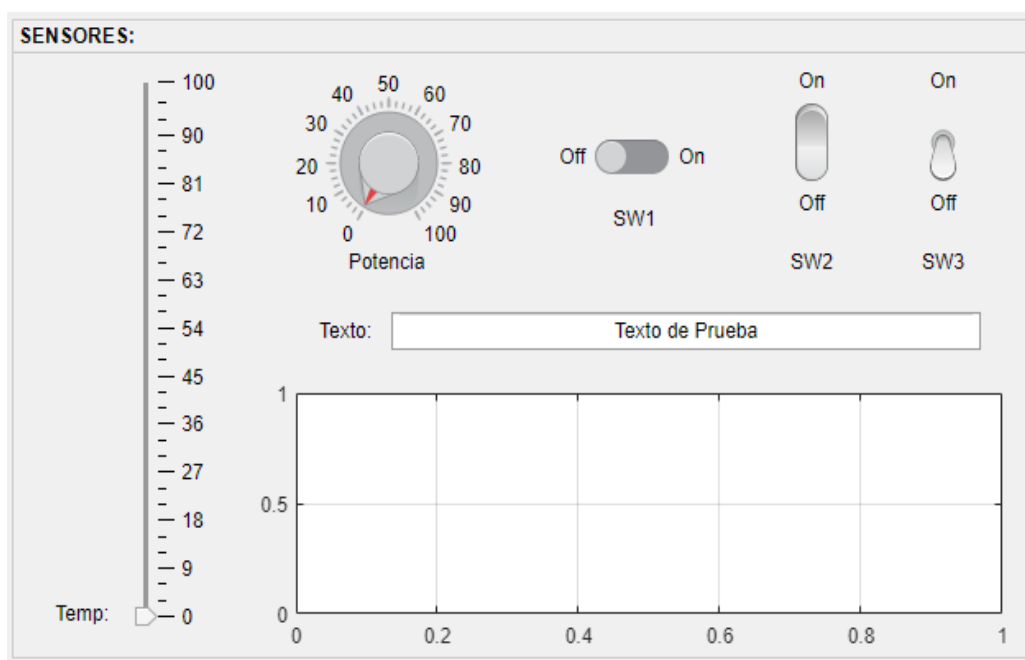 SENSORES:
100
90
81
72
63
54
45
36
27
18
9
0
Temp:
0
10
20
30
40
50
60
70
80
90
100
Potencia
Off On
SW1
On
Off
SW2
On
Off
SW3
Texto: Texto de Prueba
1
0.5
0
0 0.2 0.4 0.6 0.8 1